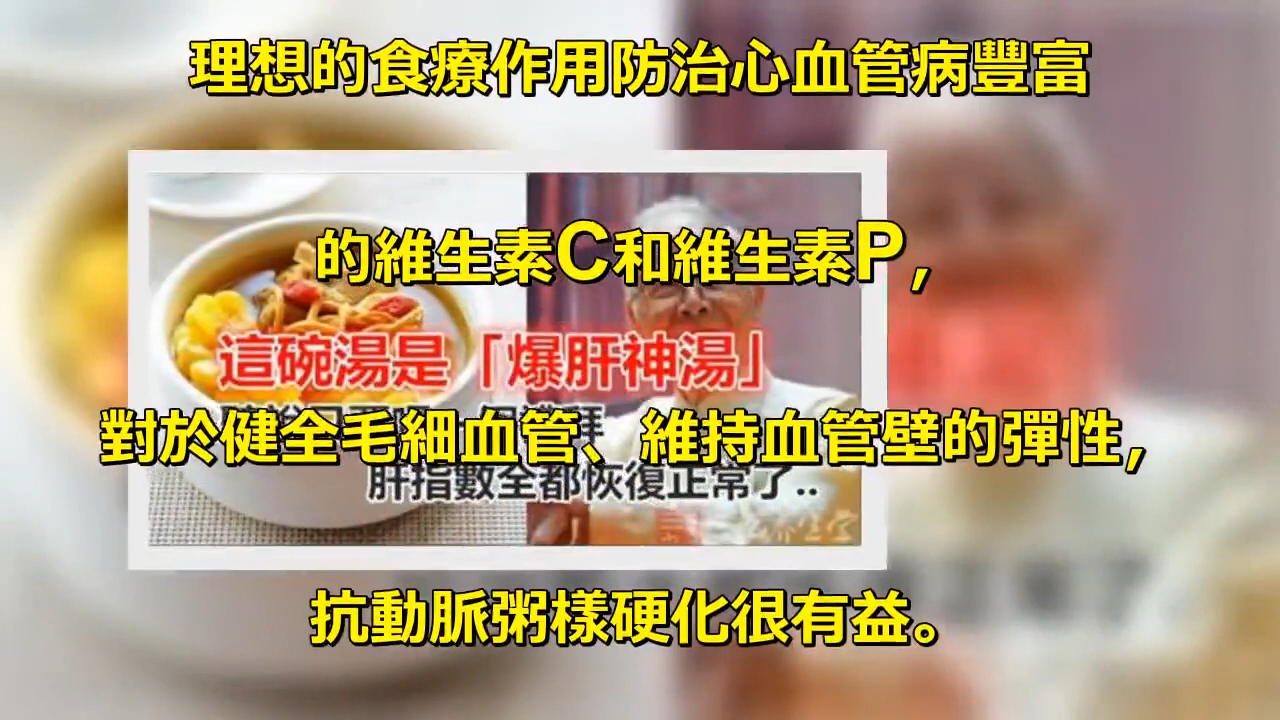 理想的食療作用防治心血管病豐富
的維生素C和維生素P，
這碗湯是「爆肝神湯」
對於健全毛細血管、維持血管壁的彈性，
肝指數全都恢復正常了..
抗動脈粥樣硬化很有益。